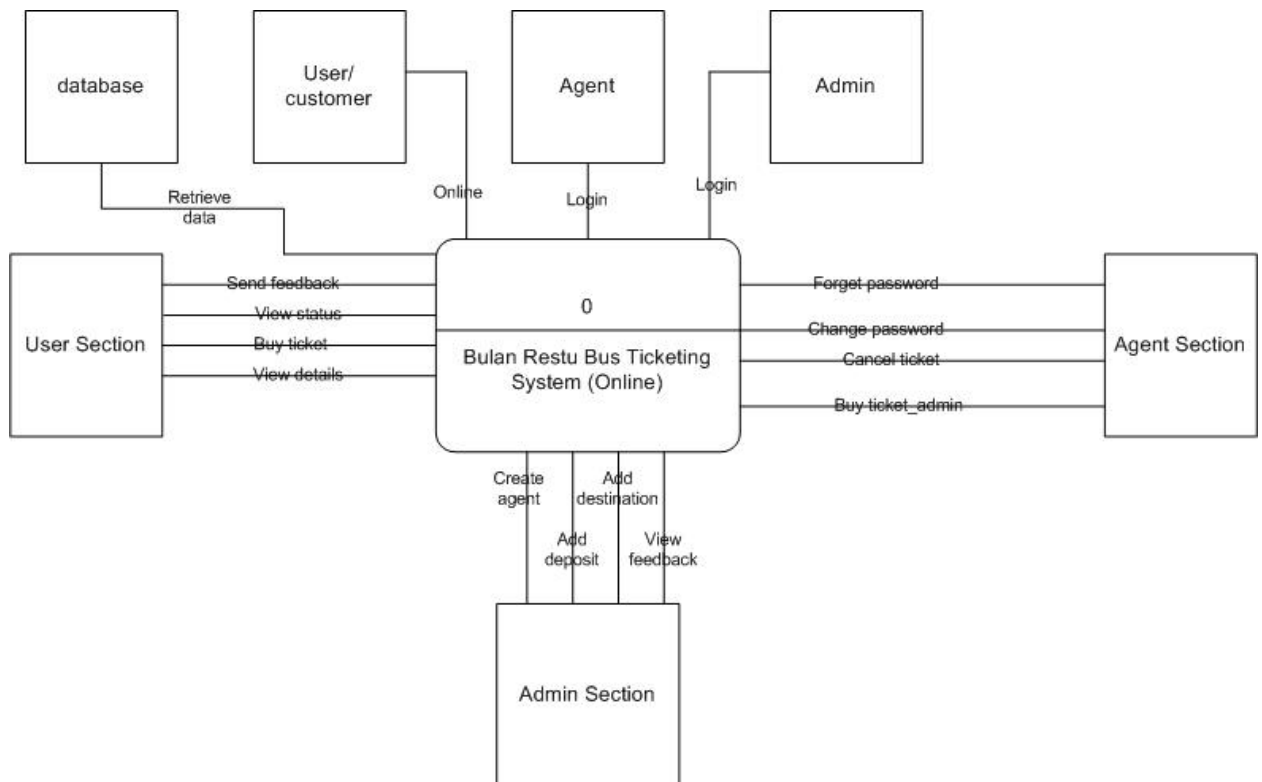 database
User/
customer
Agent
Admin
Retrieve
data
Online
Login
Login
Send feedback
View status
Buy ticket
View details
User Section
0
Bulan Restu Bus Ticketing
System (Online)
Forget password
Change password
Cancel ticket
Buy ticket_admin
Agent Section
Create
agent
Add
destination
Add
deposit
View
feedback
Admin Section